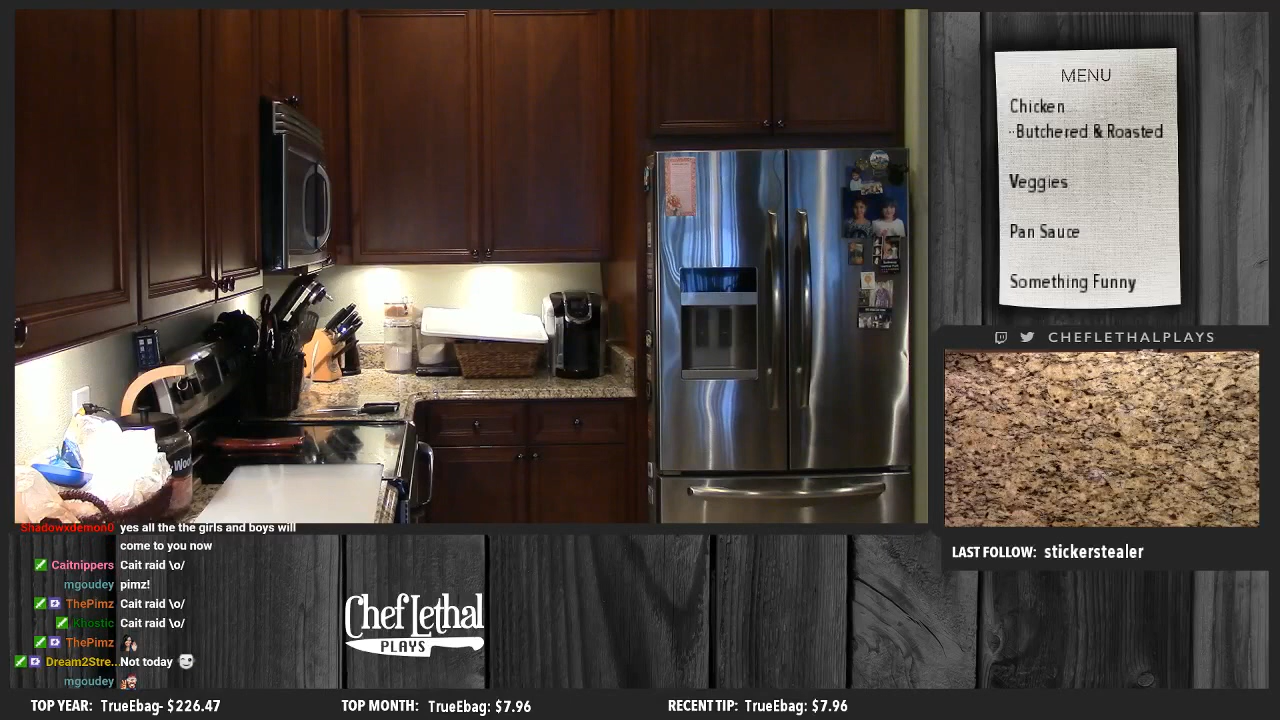 MENU
Chicken
--Butchered & Roasted
Veggies
Pan Sauce
Something Funny
CHEFLETHALPLAYS
LAST FOLLOW: stickerstealer
Shadowxdemon0 yes all the the girls and boys will
come to you now
Caitnippers Cait raid \o/
mgoudey pimz!
ThePimz Cait raid \o/
Khostic Cait raid \o/
ThePimz
Dream2Stre... Not today
mgoudey
Chef Lethal
PLAYS
TOP YEAR: TrueEbag- $226.47
TOP MONTH: TrueEbag: $7.96
RECENT TIP: TrueEbag: $7.96